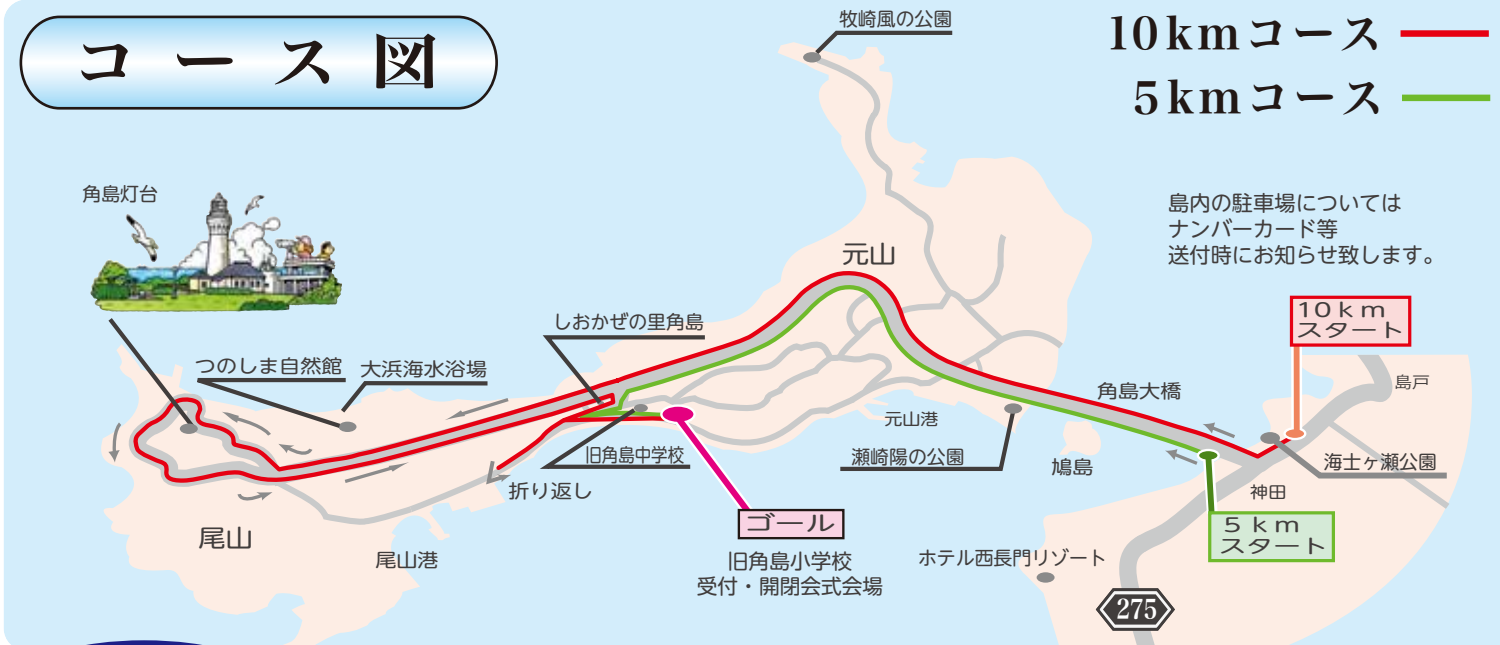 コース図
10kmコース
5kmコース
牧崎風の公園
島内の駐車場については
ナンバーカード等
送付時にお知らせ致します。
角島灯台
元山
10km
スタート
しおかぜの里角島
つのしま自然館
大浜海水浴場
島戸
角島大橋
元山港
旧角島中学校
瀬崎陽の公園
鳩島
海士ヶ瀬公園
折り返し
神田
ゴール
5km
スタート
尾山
尾山港
旧角島小学校
受付・開閉会式会場
ホテル西長門リゾート
275